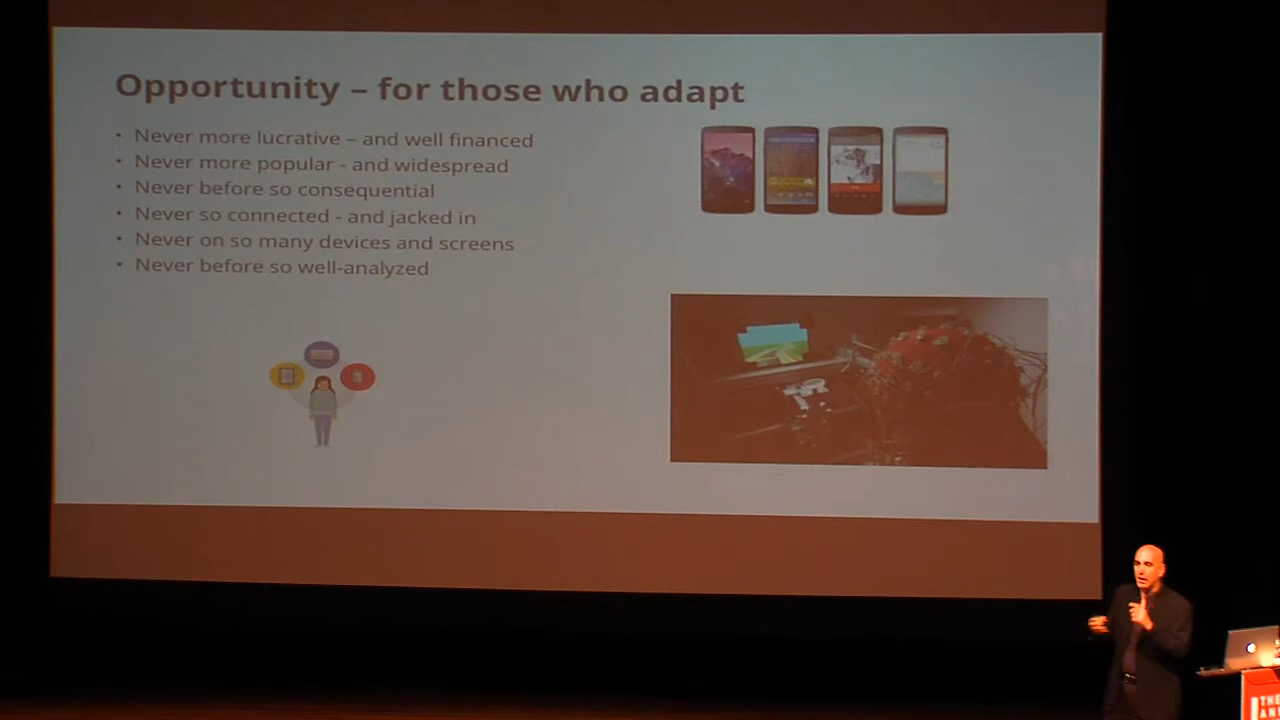 Opportunity – for those who adapt
• Never more lucrative – and well financed
• Never more popular - and widespread
• Never before so consequential
• Never so connected - and jacked in
• Never on so many devices and screens
• Never before so well-analyzed
THE